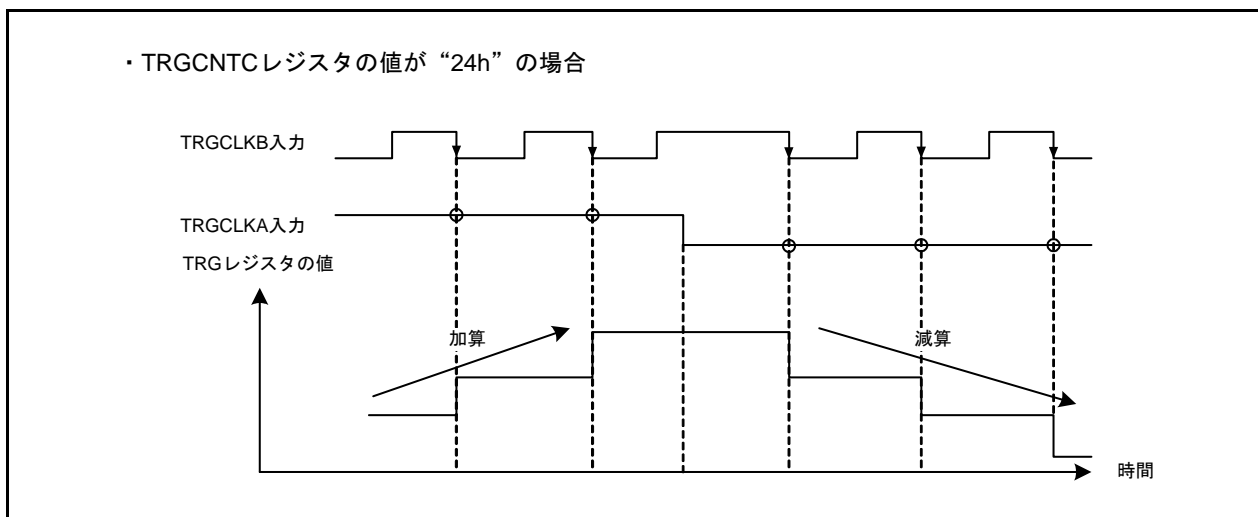 ・TRGCNTCレジスタの値が“24h”の場合
TRGCLKB入力
TRGCLKA入力
TRGレジスタの値
加算
減算
時間